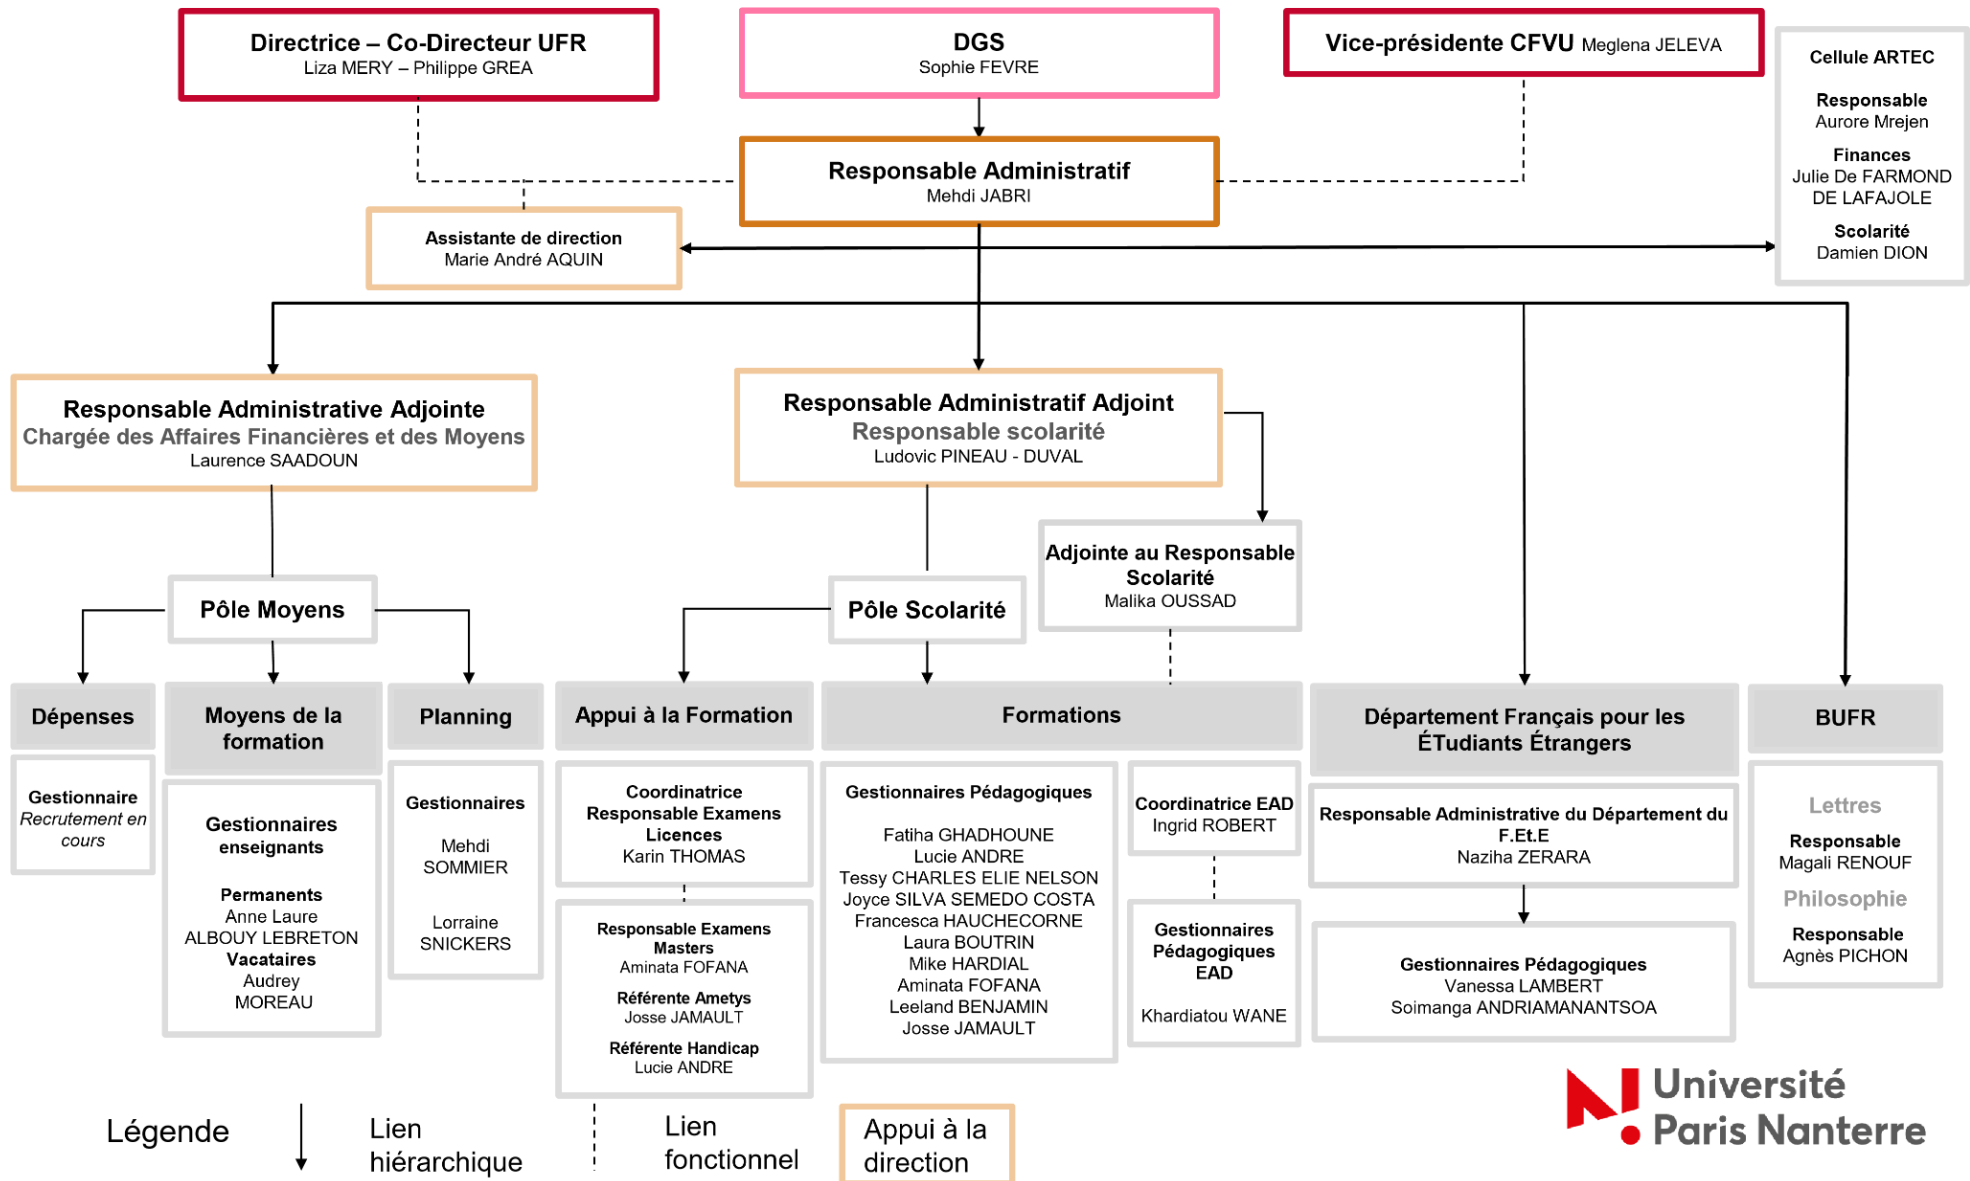 Directrice – Co-Directeur UFR
Liza MERY – Philippe GREA
DGS
Sophie FEVRE
Vice-présidente CFVU Meglena JELEVA
Cellule ARTEC
Responsable
Aurore Mrejen
Finances
Julie De FARMOND
DE LAFAJOLE
Scolarité
Damien DION
Responsable Administratif
Mehdi JABRI
Assistante de direction
Marie André AQUIN
Responsable Administrative Adjointe
Chargée des Affaires Financières et des Moyens
Laurence SAADOUN
Responsable Administratif Adjoint
Responsable scolarité
Ludovic PINEAU - DUVAL
Adjointe au Responsable
Scolarité
Malika OUSSAD
Pôle Moyens
Pôle Scolarité
Dépenses
Gestionnaire
Recrutement en
cours
Moyens de la
formation
Gestionnaires
enseignants
Permanents
Anne Laure
ALBOUY LEBRETON
Vacataires
Audrey
MOREAU
Planning
Gestionnaires
Mehdi
SOMMIER
Lorraine
SNICKERS
Appui à la Formation
Coordinatrice
Responsable Examens
Licences
Karin THOMAS
Responsable Examens
Masters
Aminata FOFANA
Référente Ametys
Josse JAMAULT
Référente Handicap
Lucie ANDRE
Formations
Gestionnaires Pédagogiques
Fatiha GHADHOUNE
Lucie ANDRE
Tessy CHARLES ELIE NELSON
Joyce SILVA SEMEDO COSTA
Francesca HAUCHECORNE
Laura BOUTRIN
Mike HARDIAL
Aminata FOFANA
Leeland BENJAMIN
Josse JAMAULT
Coordinatrice EAD
Ingrid ROBERT
Gestionnaires
Pédagogiques
EAD
Khardiatou WANE
Département Français pour les
ÉTudiants Étrangers
Responsable Administrative du Département du
F.Et.E
Naziha ZERARA
Gestionnaires Pédagogiques
Vanessa LAMBERT
Soimanga ANDRIAMANANTSOA
BUFR
Lettres
Responsable
Magali RENOUF
Philosophie
Responsable
Agnès PICHON
Légende
Lien
hiérarchique
Lien
fonctionnel
Appui à la
direction
Université
Paris Nanterre